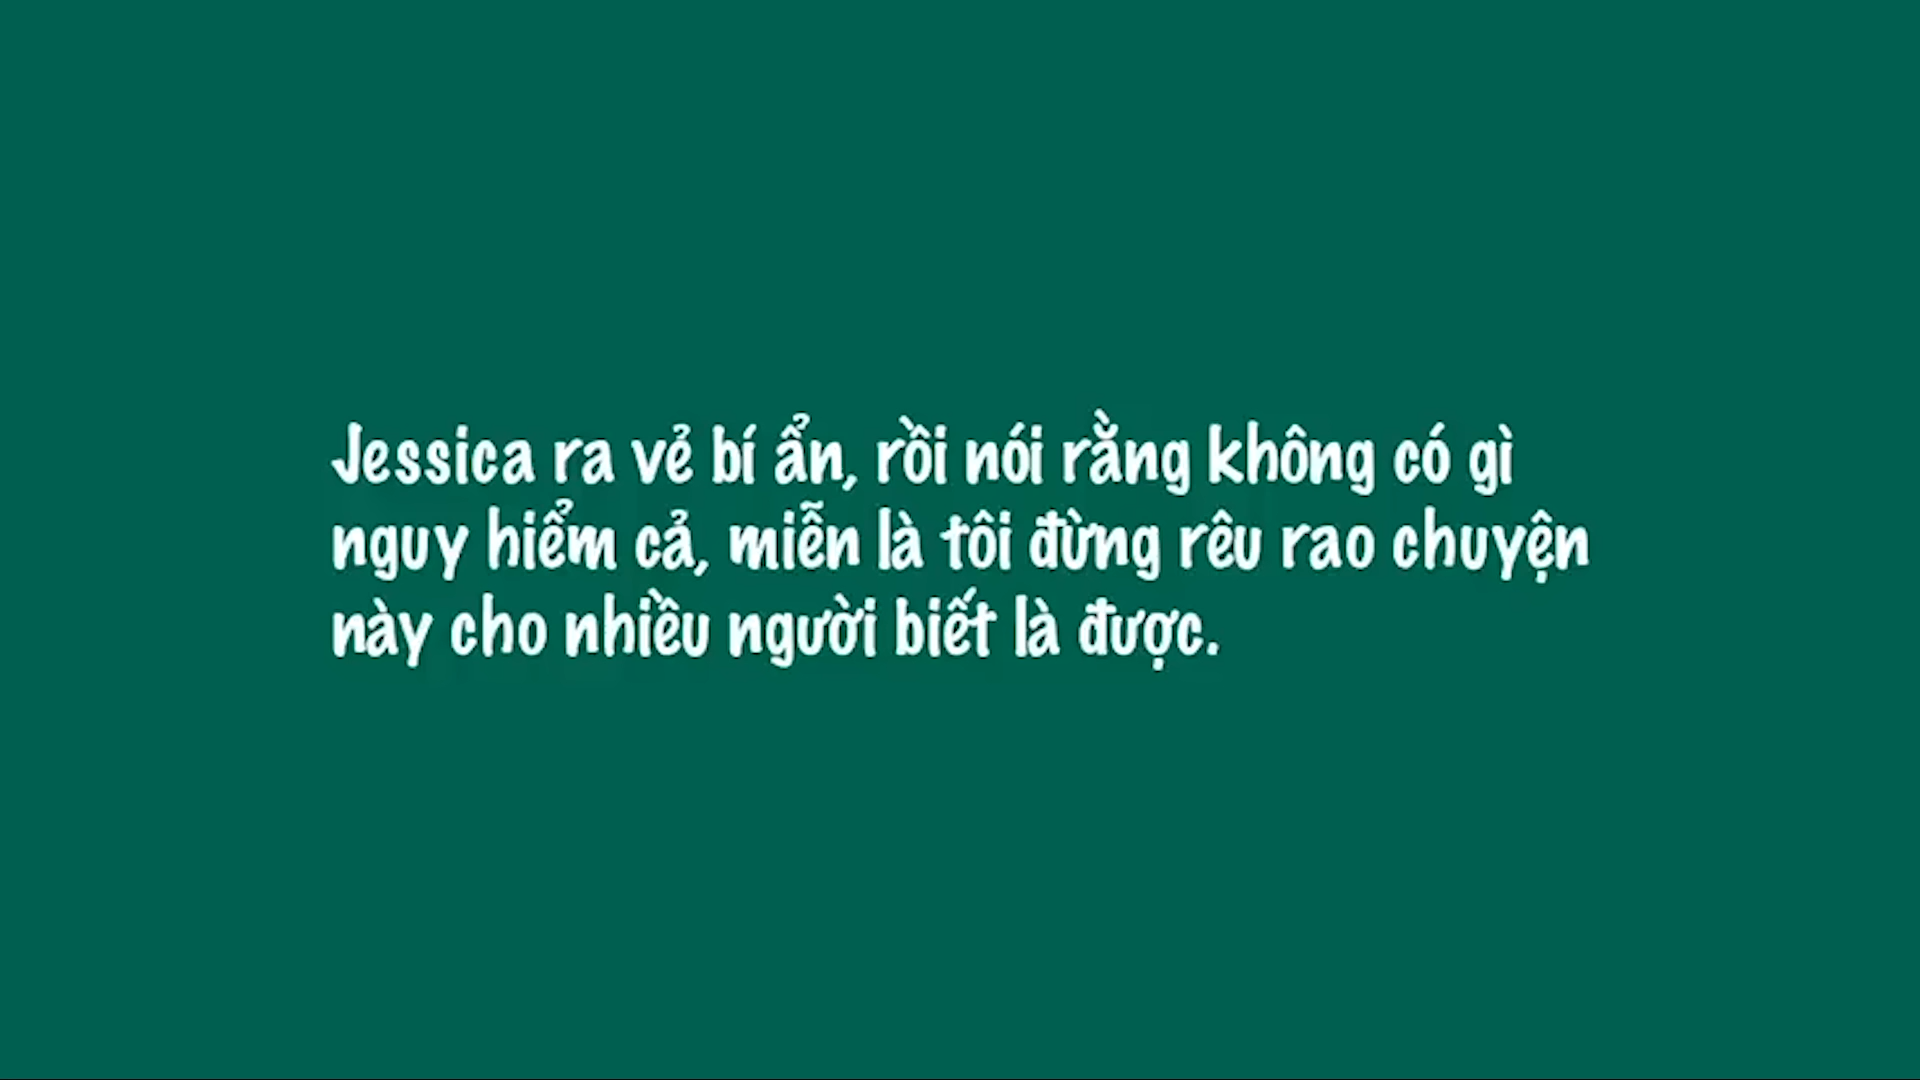 Jessica ra vẻ bí ẩn, rồi nói rằng không có gì
nguy hiểm cả, miễn là tôi đừng rêu rao chuyện
này cho nhiều người biết là được.